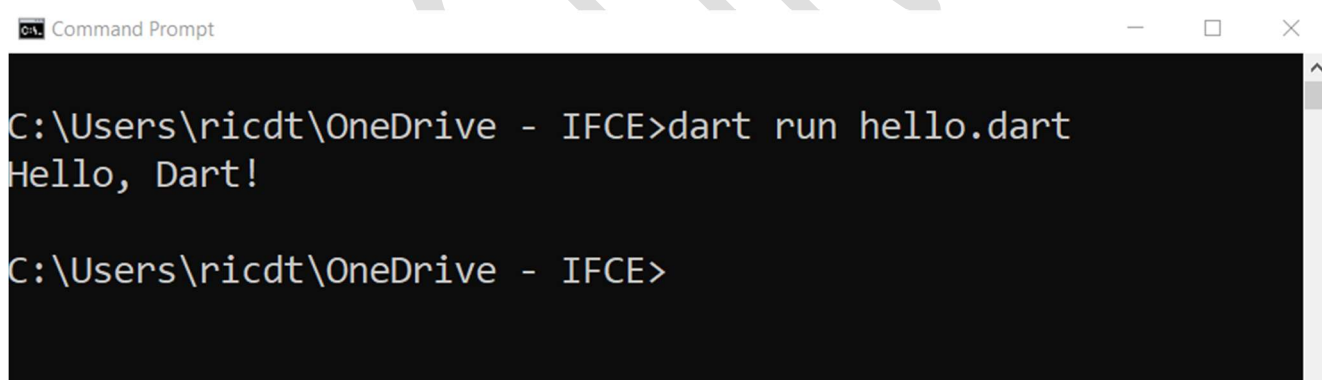 Command Prompt
C:\Users\ricdt\OneDrive - IFCE>dart run hello.dart
Hello, Dart!
C:\Users\ricdt\OneDrive - IFCE>